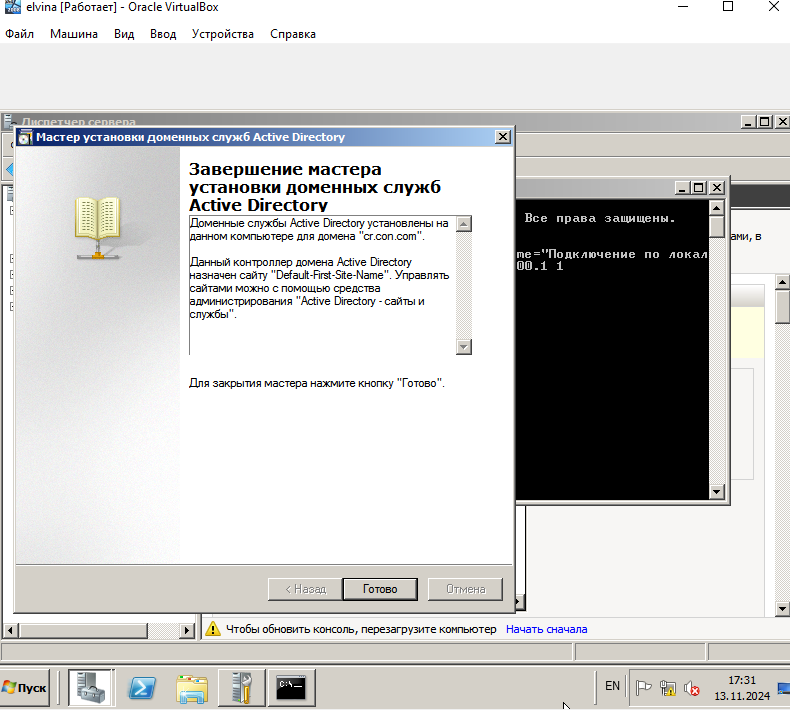 elvina [Работает] - Oracle VirtualBox
Файл Машина Вид Ввод Устройства Справка
Диспетчер сервера
Мастер установки доменных служб Active Directory
Завершение мастера
установки доменных служб
Active Directory
Доменные службы Active Directory установлены на
данном компьютере для домена "cr.con.com".
Данный контроллер домена Active Directory
назначен сайту "Default-First-Site-Name". Управлять
сайтами можно с помощью средства
администрирования "Active Directory - сайты и
службы".
Для закрытия мастера нажмите кнопку "Готово".
< Назад Готово Отмена
Все права защищены.
me="Подключение по локал
00.1 1
ами, в
Чтобы обновить консоль, перезагрузите компьютер Начать сначала
Пуск
C:\
EN
17:31
13.11.2024